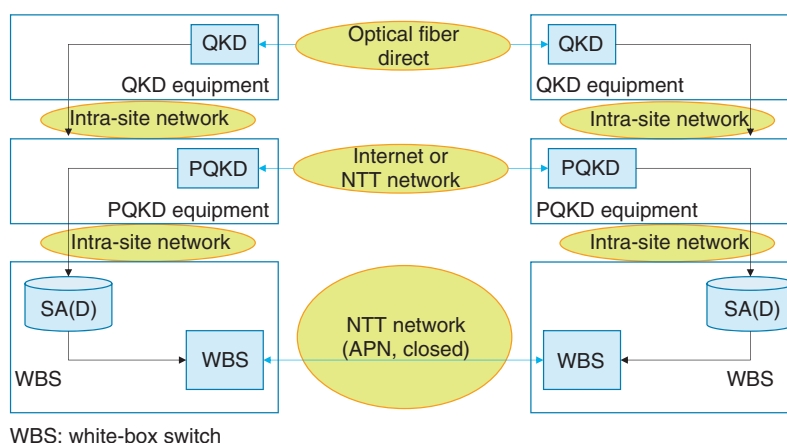 QKD
Optical fiber
direct
QKD
QKD equipment
QKD equipment
Intra-site network
Intra-site network
PQKD
Internet or
NTT network
PQKD
PQKD equipment
PQKD equipment
Intra-site network
Intra-site network
SA(D)
SA(D)
NTT network
(APN, closed)
WBS
WBS
WBS
WBS
WBS: white-box switch